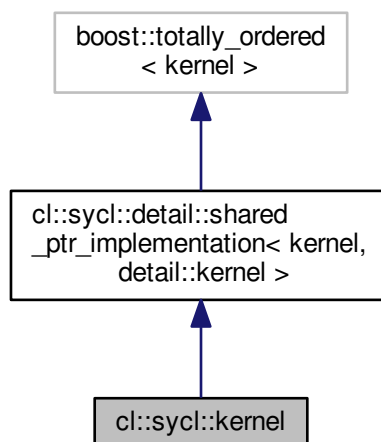 boost::totally_ordered
< kernel >
cl::sycl::detail::shared
_ptr_implementation< kernel,
detail::kernel >
cl::sycl::kernel